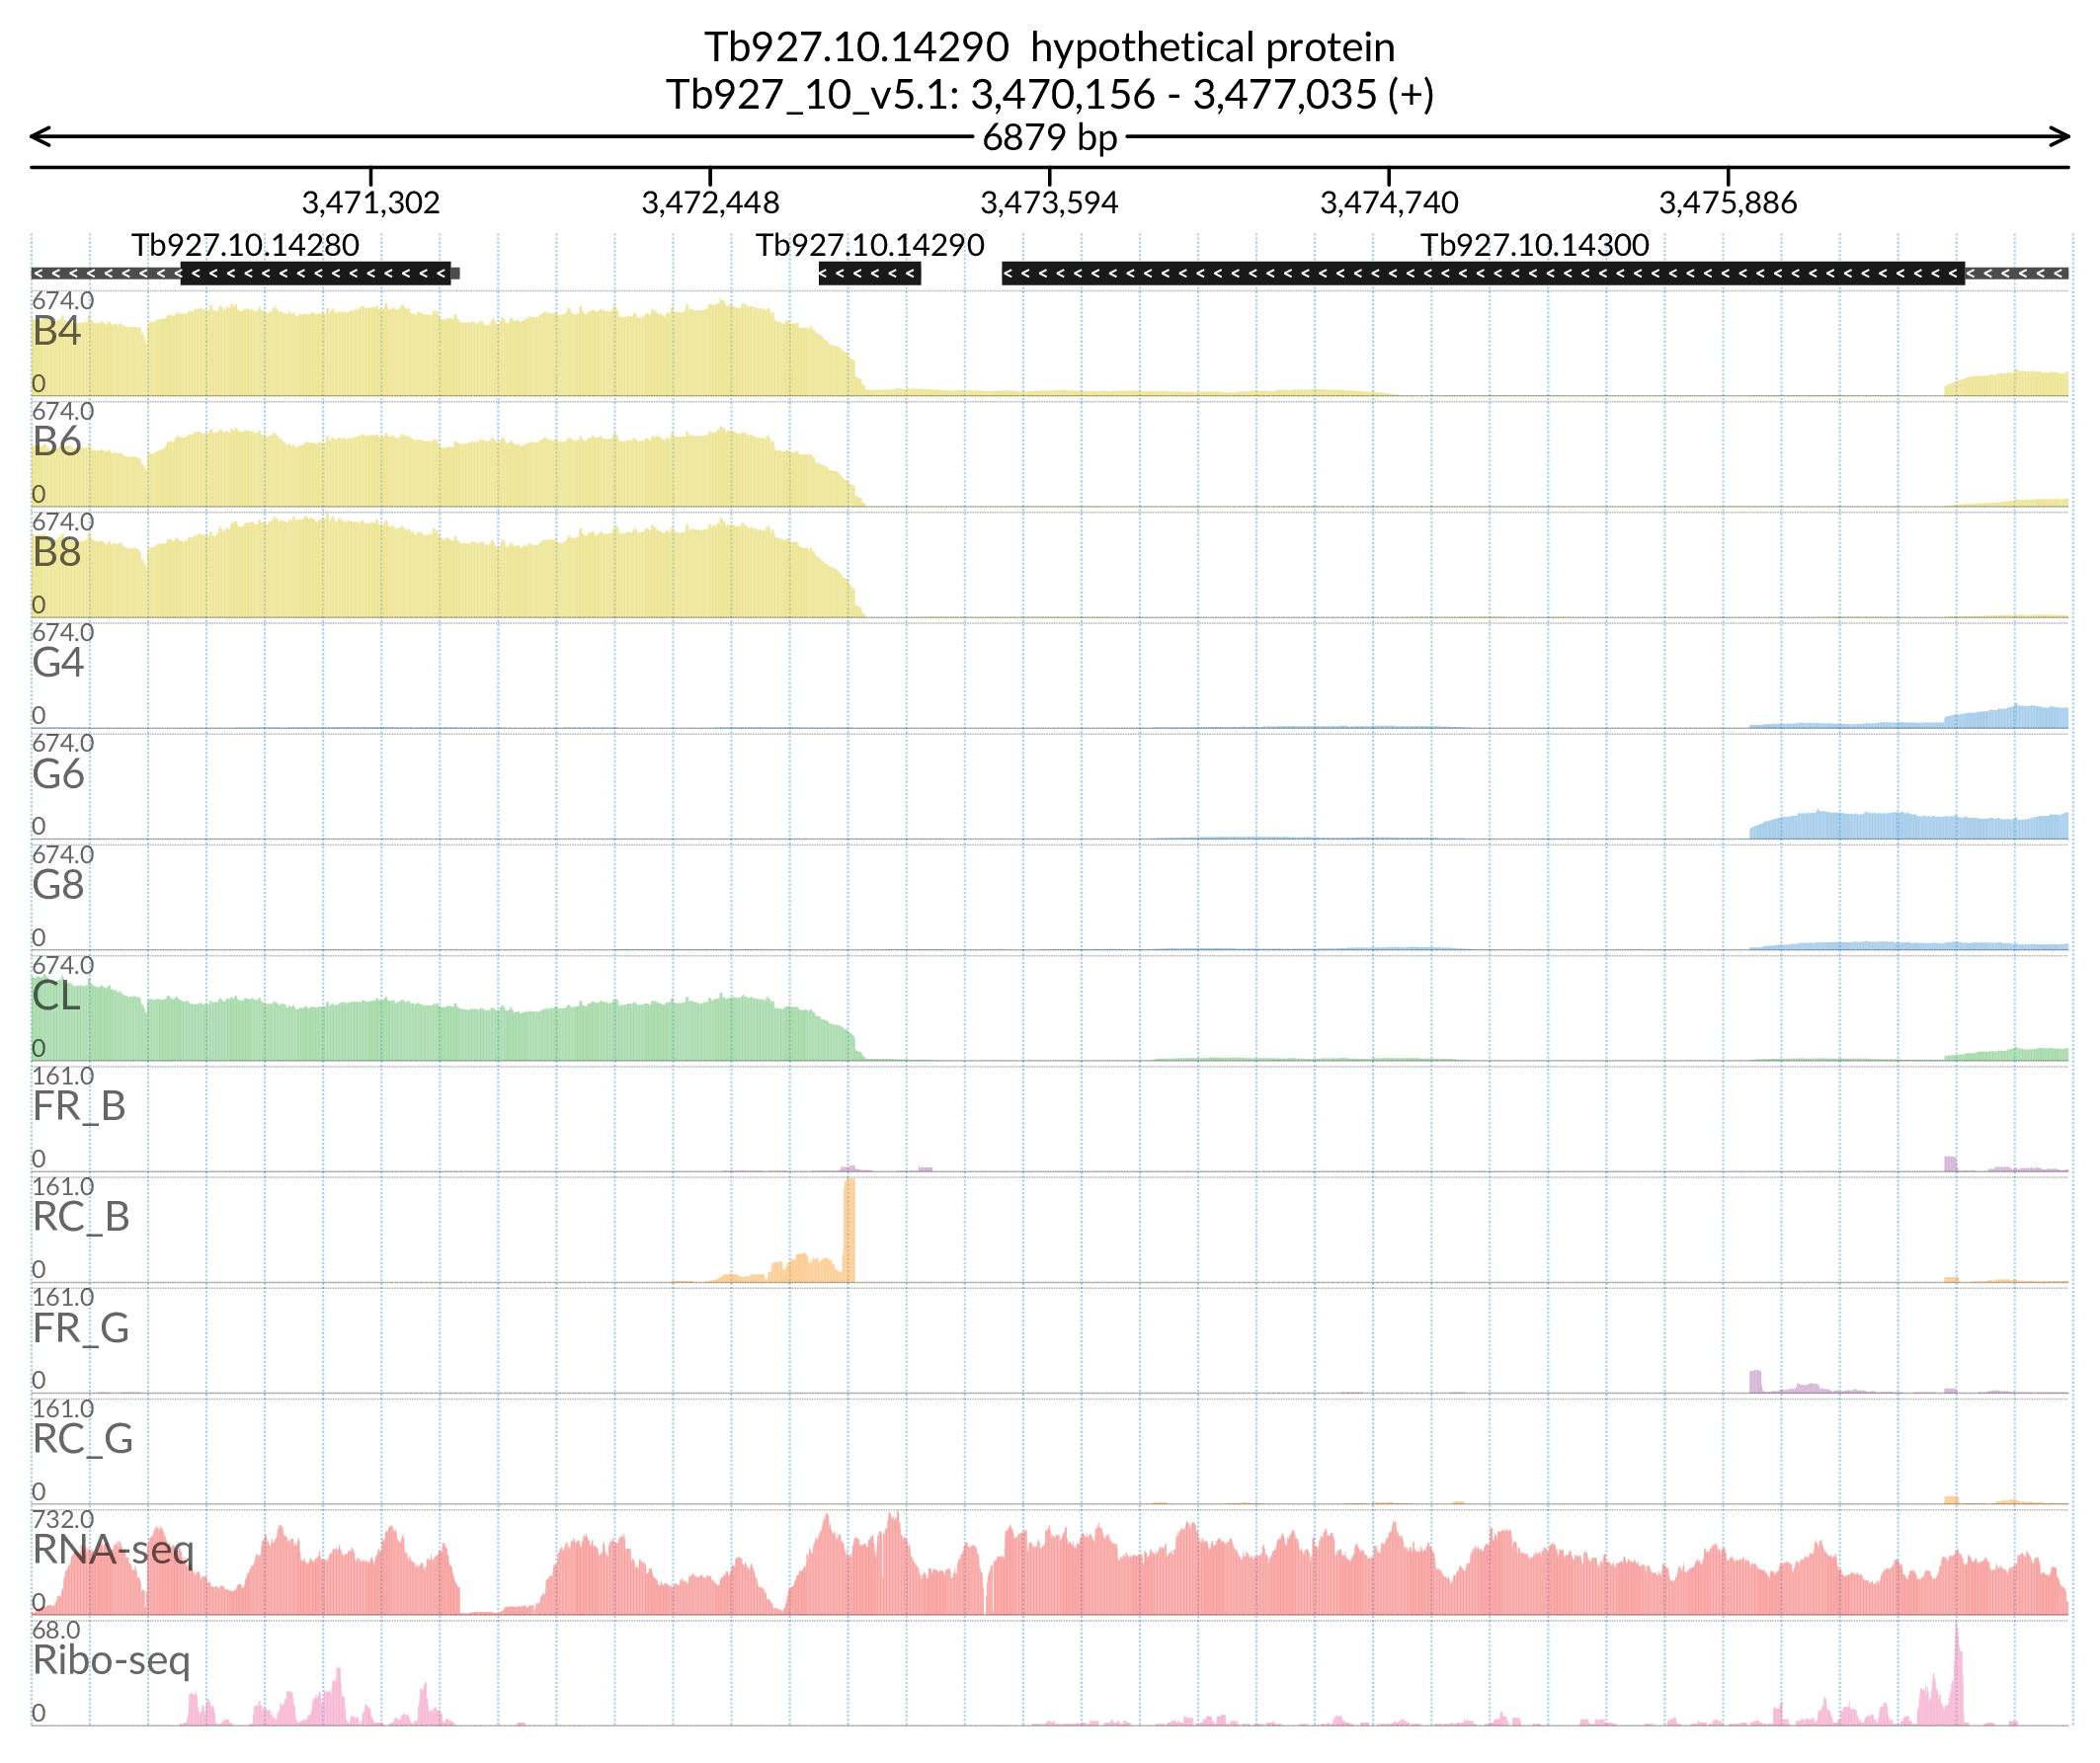 Tb927.10.14290  hypothetical protein
Tb927_10_v5.1: 3,470,156 - 3,477,035 (+)
6879 bp
3,471,302 3,472,448 3,473,594 3,474,740 3,475,886
Tb927.10.14280 Tb927.10.14290 Tb927.10.14300
674.0
B4
0
674.0
B6
0
674.0
B8
0
674.0
G4
0
674.0
G6
0
674.0
G8
0
674.0
CL
0
161.0
FR_B
0
161.0
RC_B
0
161.0
FR_G
0
161.0
RC_G
0
732.0
RNA-seq
0
68.0
Ribo-seq
0